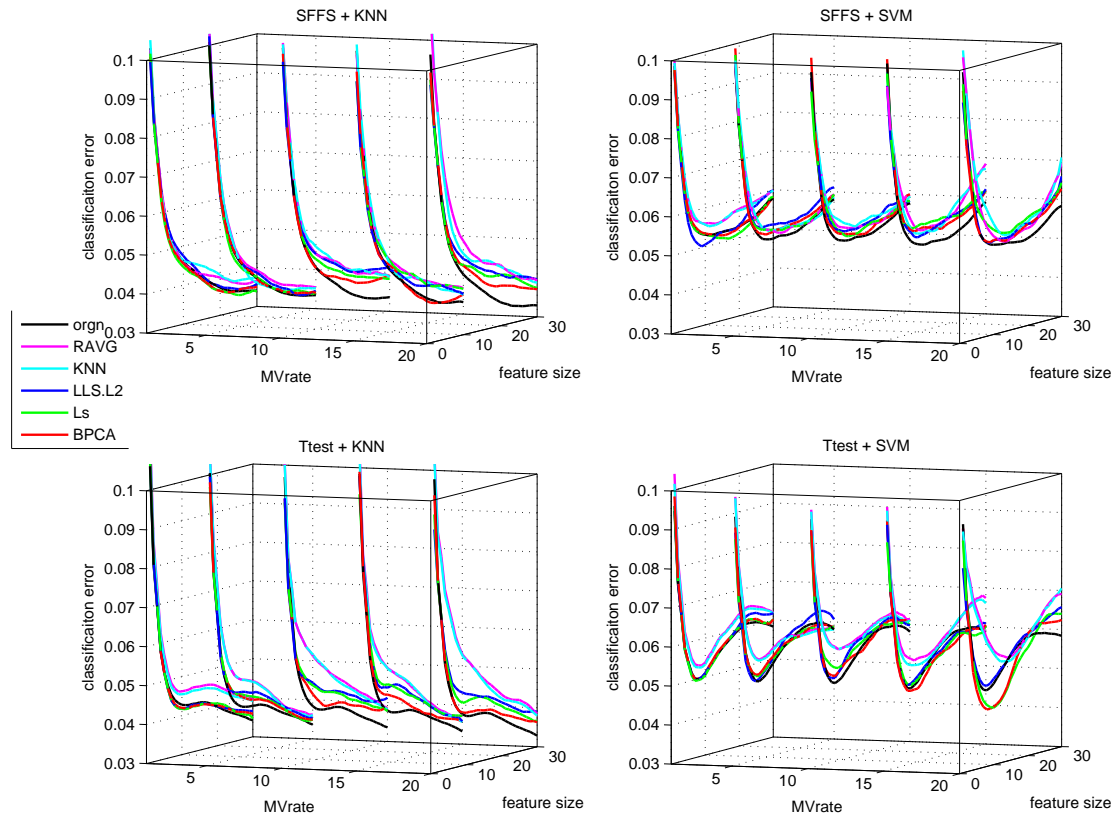 SFFS + KNN
0.1
0.09
0.08
0.07
0.06
0.05
0.04
0.03
classificaiton error
5
10
15
20
MVrate
0
10
20
30
feature size
SFFS + SVM
0.1
0.09
0.08
0.07
0.06
0.05
0.04
0.03
classificaiton error
5
10
15
20
MVrate
0
10
20
30
feature size
orgn
RAVG
KNN
LLS.L2
Ls
BPCA
Ttest + KNN
0.1
0.09
0.08
0.07
0.06
0.05
0.04
0.03
classificaiton error
5
10
15
20
MVrate
0
10
20
30
feature size
Ttest + SVM
0.1
0.09
0.08
0.07
0.06
0.05
0.04
0.03
classificaiton error
5
10
15
20
MVrate
0
10
20
30
feature size